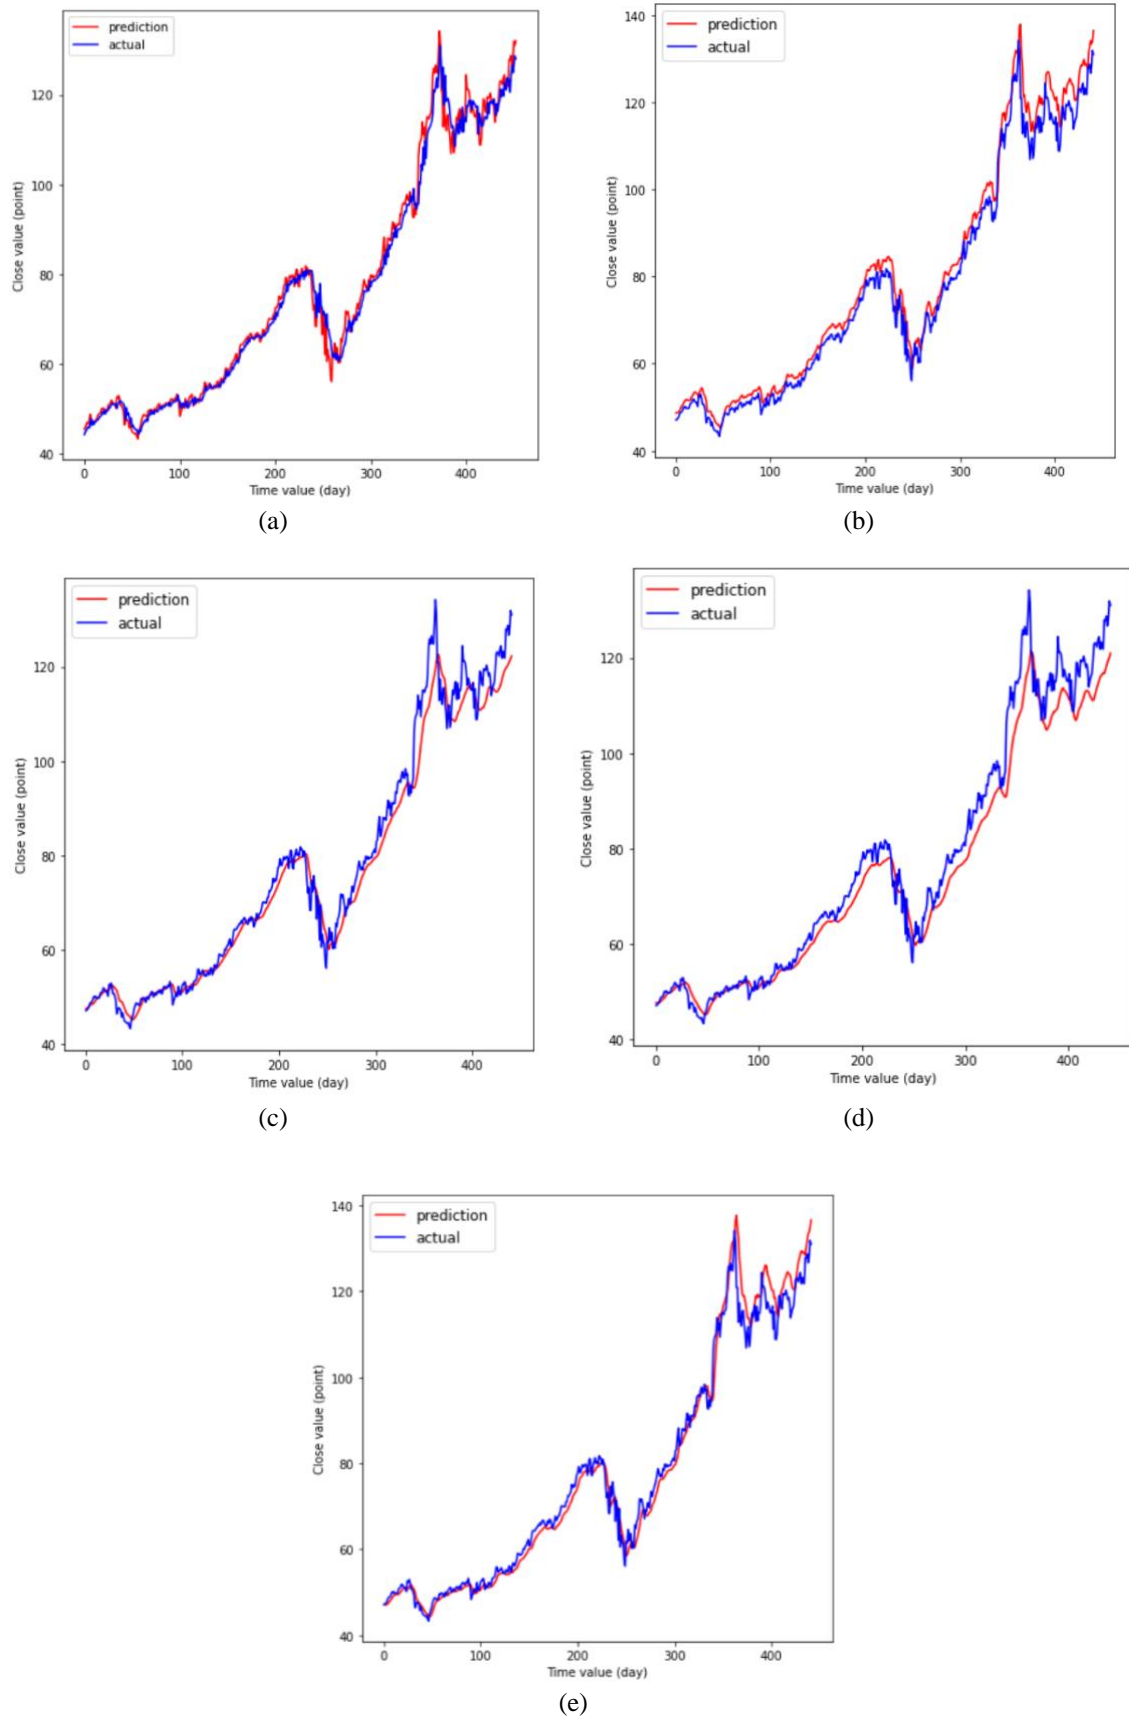 prediction
actual
120
100
80
60
40
Close value (point)
0 100 200 300 400
Time value (day)
(a)
prediction
actual
140
120
100
80
60
40
Close value (point)
0 100 200 300 400
Time value (day)
(b)
prediction
actual
120
100
80
60
40
Close value (point)
0 100 200 300 400
Time value (day)
(c)
prediction
actual
120
100
80
60
40
Close value (point)
0 100 200 300 400
Time value (day)
(d)
prediction
actual
140
120
100
80
60
40
Close value (point)
0 100 200 300 400
Time value (day)
(e)